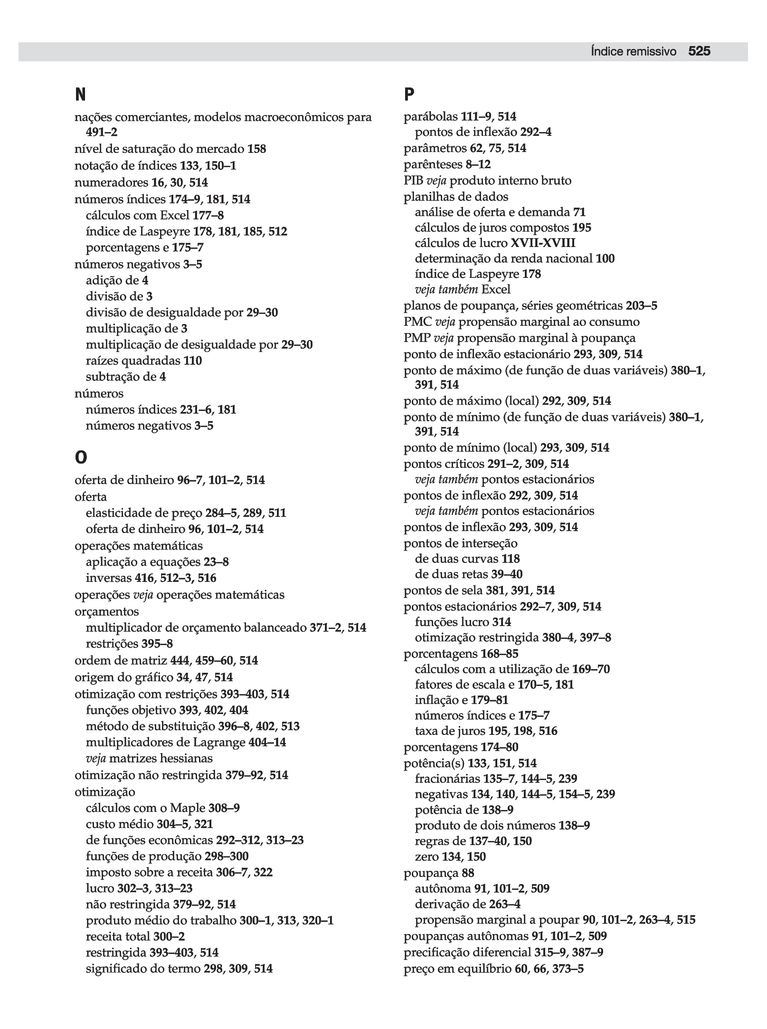 Índice remissivo 525
N
nações comerciantes, modelos macroeconômicos para
491–2
nível de saturação do mercado 158
notação de índices 133, 150–1
numeradores 16, 30, 514
números índices 174–9, 181, 514
cálculos com Excel 177–8
índice de Laspeyre 178, 181, 185, 512
porcentagens e 175–7
números negativos 3–5
adição de 4
divisão de 3
divisão de desigualdade por 29–30
multiplicação de 3
multiplicação de desigualdade por 29–30
raízes quadradas 110
subtração de 4
números
números índices 231–6, 181
números negativos 3–5
O
oferta de dinheiro 96–7, 101–2, 514
oferta
elasticidade de preço 284–5, 289, 511
oferta de dinheiro 96, 101–2, 514
operações matemáticas
aplicação a equações 23–8
inversas 416, 512–3, 516
operações veja operações matemáticas
orçamentos
multiplicador de orçamento balanceado 371–2, 514
restrições 395–8
ordem de matriz 444, 459–60, 514
origem do gráfico 34, 47, 514
otimização com restrições 393–403, 514
funções objetivo 393, 402, 404
método de substituição 396–8, 402, 513
multiplicadores de Lagrange 404–14
veja matrizes hessianas
otimização não restringida 379–92, 514
otimização
cálculos com o Maple 308–9
custo médio 304–5, 321
de funções econômicas 292–312, 313–23
funções de produção 298–300
imposto sobre a receita 306–7, 322
lucro 302–3, 313–23
não restringida 379–92, 514
produto médio do trabalho 300–1, 313, 320–1
receita total 300–2
restringida 393–403, 514
significado do termo 298, 309, 514
P
parábolas 111–9, 514
pontos de inflexão 292–4
parâmetros 62, 75, 514
parênteses 8–12
PIB veja produto interno bruto
planilhas de dados
análise de oferta e demanda 71
cálculos de juros compostos 195
cálculos de lucro XVII-XVIII
determinação da renda nacional 100
índice de Laspeyre 178
veja também Excel
planos de poupança, séries geométricas 203–5
PMC veja propensão marginal ao consumo
PMP veja propensão marginal à poupança
ponto de inflexão estacionário 293, 309, 514
ponto de máximo (de função de duas variáveis) 380–1,
391, 514
ponto de máximo (local) 292, 309, 514
ponto de mínimo (de função de duas variáveis) 380–1,
391, 514
ponto de mínimo (local) 293, 309, 514
pontos críticos 291–2, 309, 514
veja também pontos estacionários
pontos de inflexão 292, 309, 514
veja também pontos estacionários
pontos de inflexão 293, 309, 514
pontos de interseção
de duas curvas 118
de duas retas 39–40
pontos de sela 381, 391, 514
pontos estacionários 292–7, 309, 514
funções lucro 314
otimização restringida 380–4, 397–8
porcentagens 168–85
cálculos com a utilização de 169–70
fatores de escala e 170–5, 181
inflação e 179–81
números índices e 175–7
taxa de juros 195, 198, 516
porcentagens 174–80
potência(s) 133, 151, 514
fracionárias 135–7, 144–5, 239
negativas 134, 140, 144–5, 154–5, 239
potência de 138–9
produto de dois números 138–9
regras de 137–40, 150
zero 134, 150
poupança 88
autônoma 91, 101–2, 509
derivação de 263–4
propensão marginal a poupar 90, 101–2, 263–4, 515
poupanças autônomas 91, 101–2, 509
precificação diferencial 315–9, 387–9
preço em equilíbrio 60, 66, 373–5